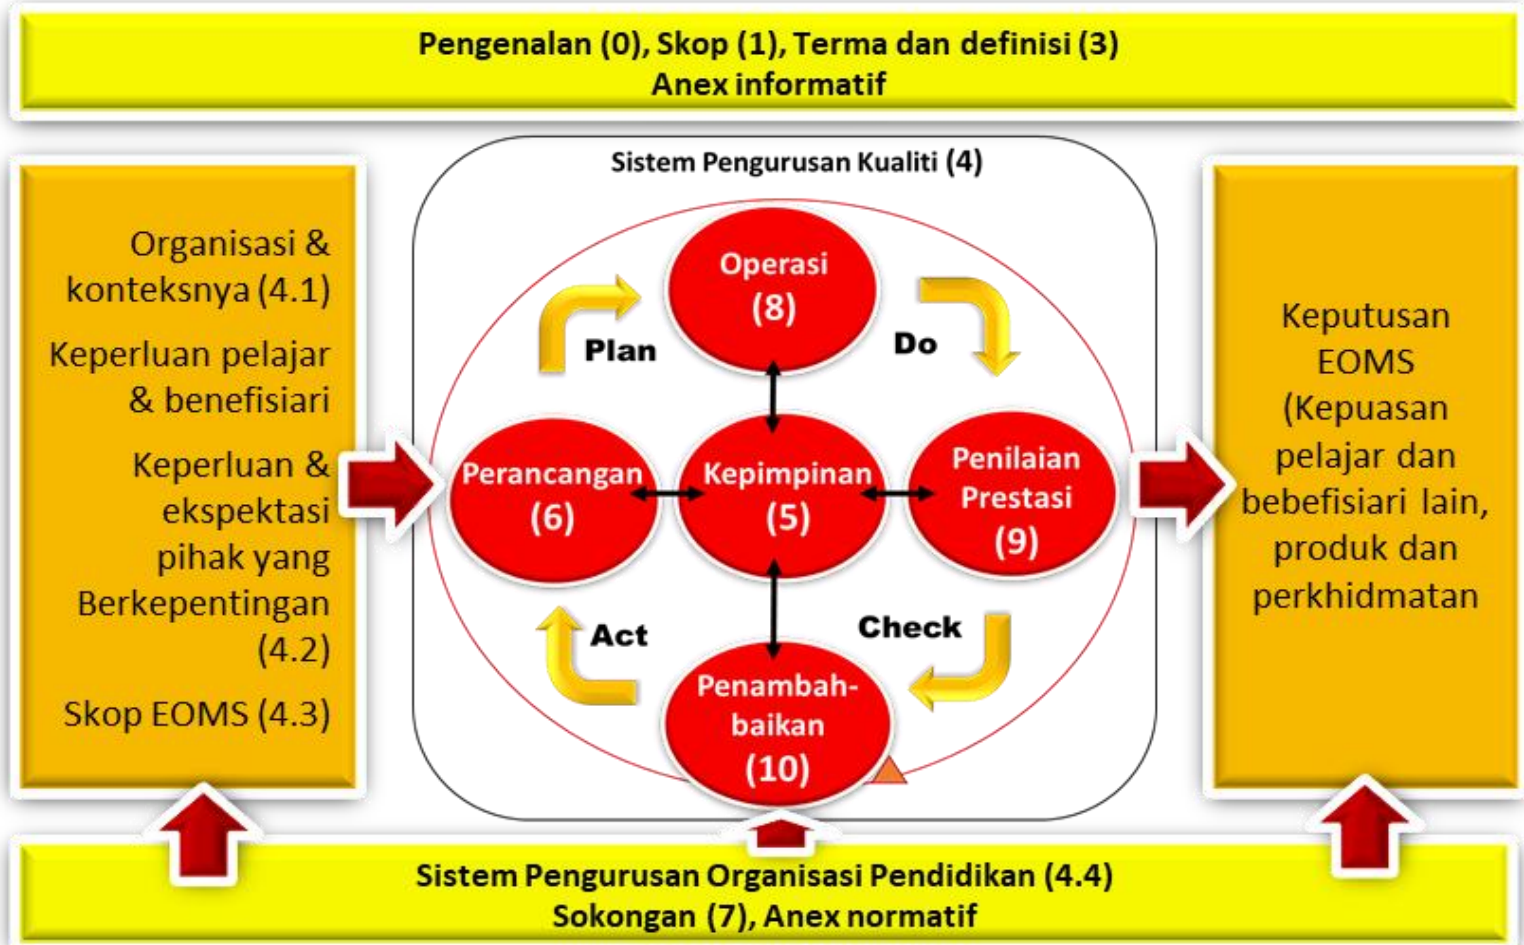 Pengenalan (0), Skop (1), Terma dan definisi (3)
Anex informatif
Sistem Pengurusan Kualiti (4)
Organisasi &
konteksnya (4.1)
Keperluan pelajar
& benefisiari
Keperluan &
ekspektasi
pihak yang
Berkepentingan
(4.2)
Skop EOMS (4.3)
Operasi
(8)
Plan
Do
Perancangan
(6)
Kepimpinan
(5)
Penilaian
Prestasi
(9)
Act
Check
Penambah-
baikan
(10)
Keputusan
EOMS
(Kepuasan
pelajar dan
bebefisiari lain,
produk dan
perkhidmatan
Sistem Pengurusan Organisasi Pendidikan (4.4)
Sokongan (7), Anex normatif